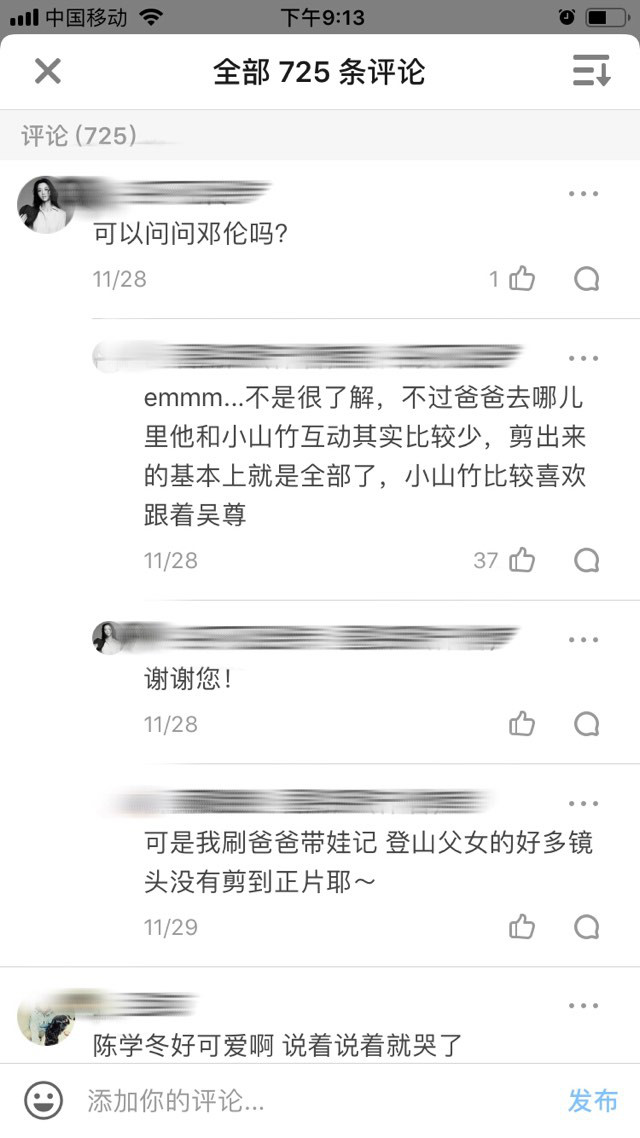 中国移动 下午9:13
全部 725 条评论
评论 (725)
可以问问邓伦吗?
11/28 1
emmm...不是很了解，不过爸爸去哪儿
里他和小山竹互动其实比较少，剪出来
的基本上就是全部了，小山竹比较喜欢
跟着吴尊
11/28 37
谢谢您！
11/28
可是我刷爸爸带娃记 登山父女的好多镜
头没有剪到正片耶～
11/29
陈学冬好可爱啊 说着说着就哭了
添加你的评论... 发布